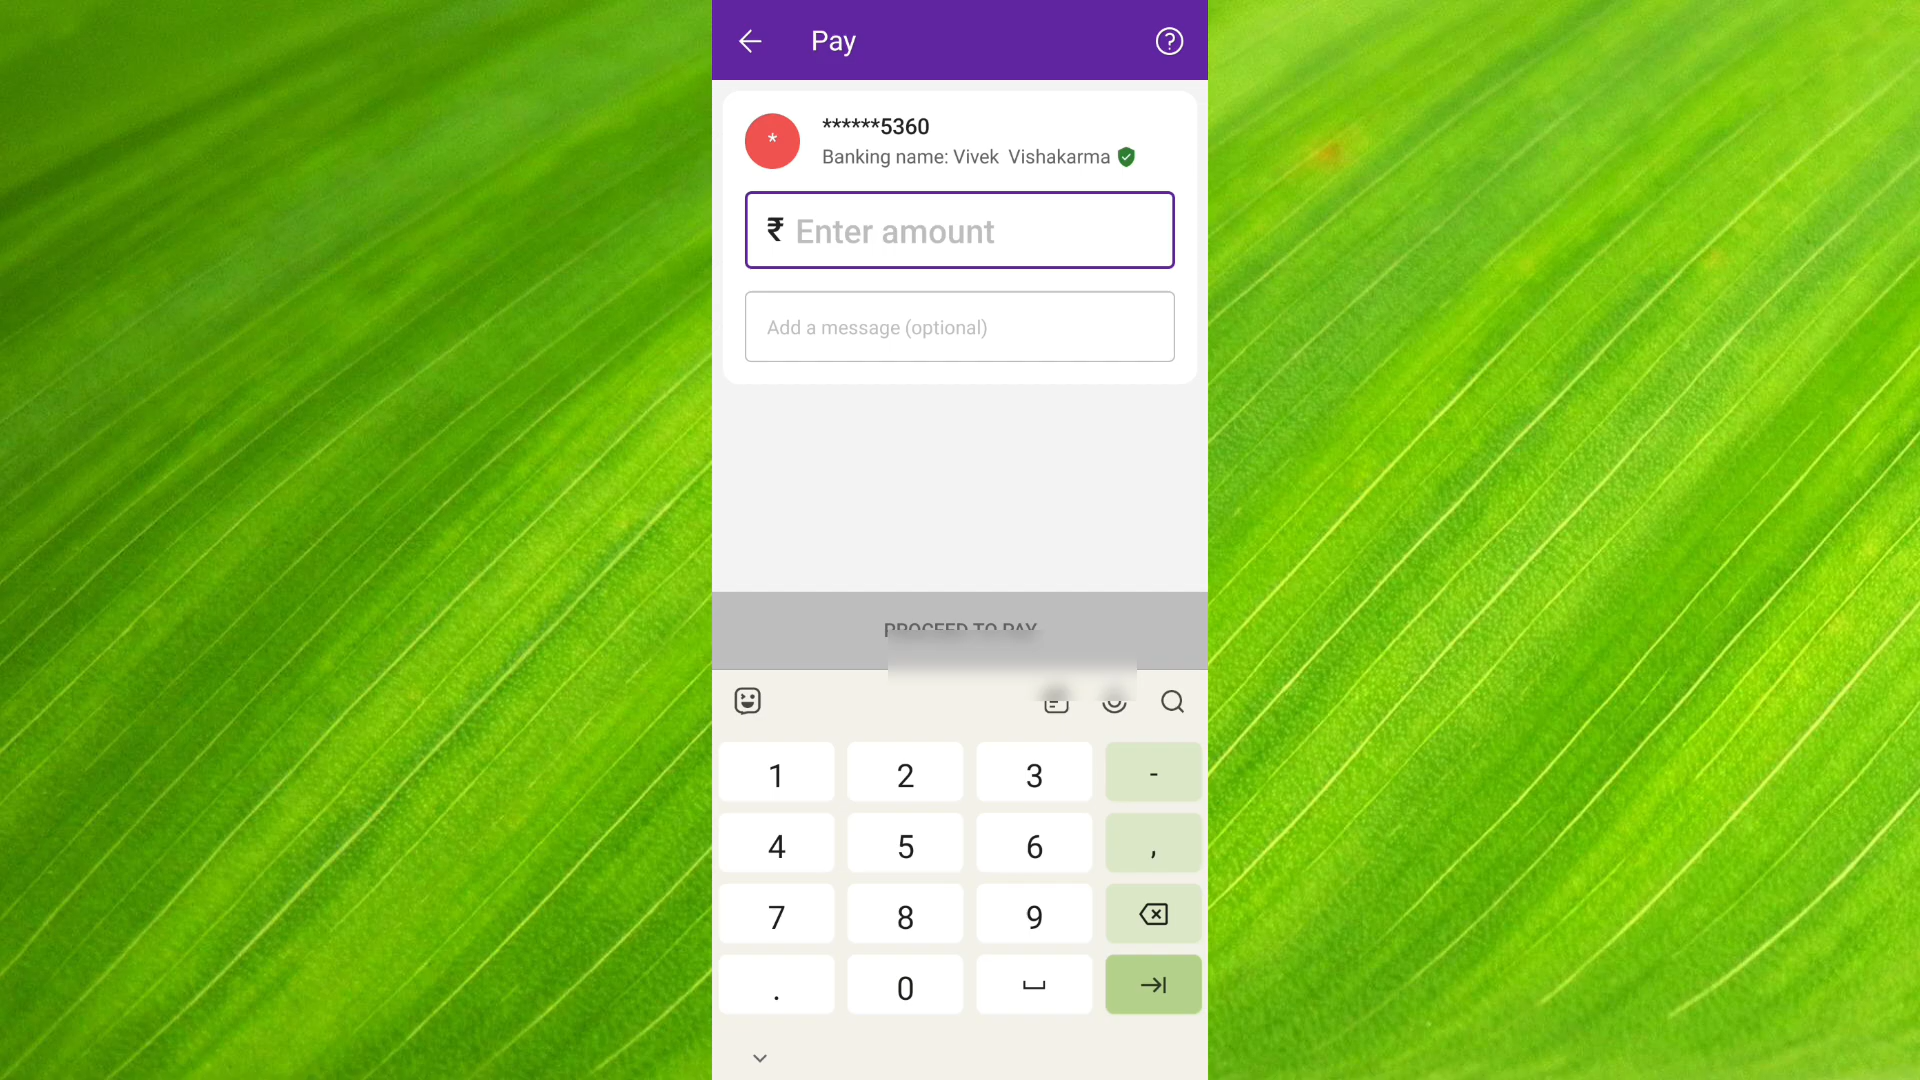 Pay
?
*
******5360
Banking name: Vivek Vishakarma
₹ Enter amount
Add a message (optional)
PROCEED TO PAY
1 2 3 -
4 5 6 ,
7 8 9
. 0